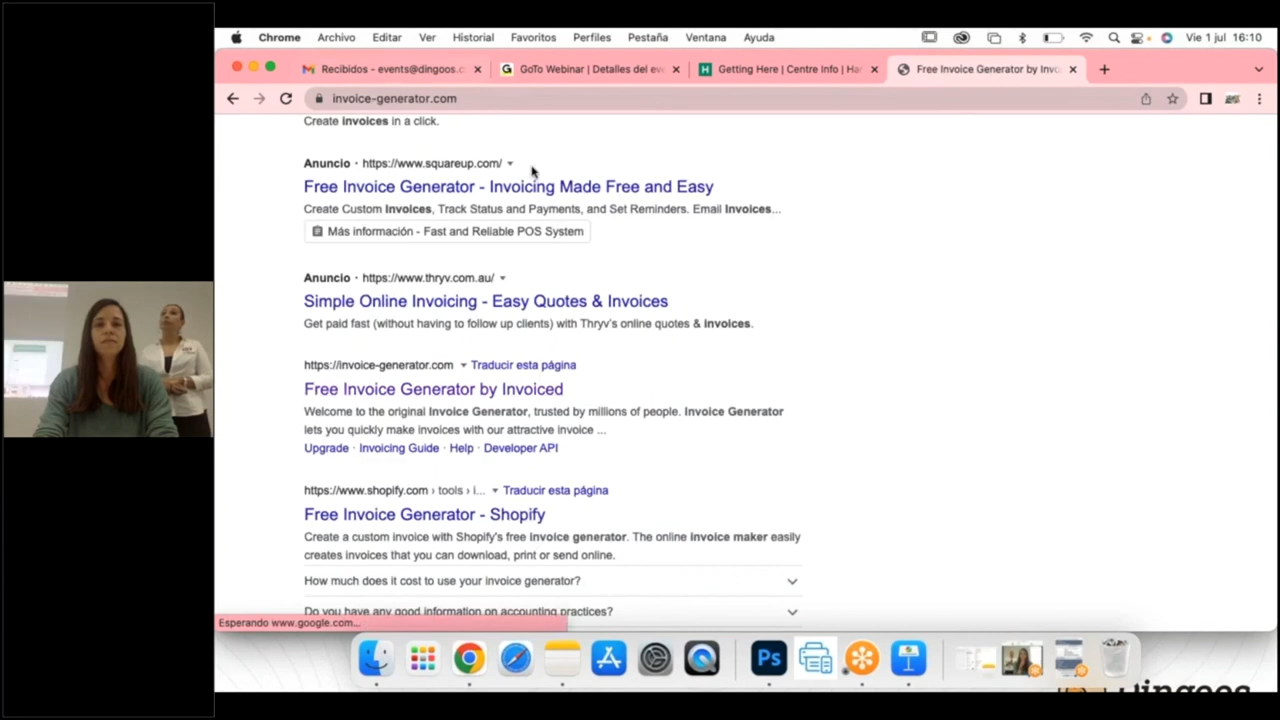 Chrome Archivo Editar Ver Historial Favoritos Perfiles Pestaña Ventana Ayuda Vie 1 jul 16:10
Recibidos - events@dingoos.c GoTo Webinar | Detalles del ev Getting Here | Centre Info | Ha Free Invoice Generator by Invo
invoice-generator.com
Create invoices in a click.
Anuncio · https://www.squareup.com/
Free Invoice Generator - Invoicing Made Free and Easy
Create Custom Invoices, Track Status and Payments, and Set Reminders. Email Invoices...
Más información - Fast and Reliable POS System
Anuncio · https://www.thryv.com.au/
Simple Online Invoicing - Easy Quotes & Invoices
Get paid fast (without having to follow up clients) with Thryv's online quotes & invoices.
https://invoice-generator.com Traducir esta página
Free Invoice Generator by Invoiced
Welcome to the original Invoice Generator, trusted by millions of people. Invoice Generator
lets you quickly make invoices with our attractive invoice ...
Upgrade · Invoicing Guide · Help · Developer API
https://www.shopify.com › tools › i... Traducir esta página
Free Invoice Generator - Shopify
Create a custom invoice with Shopify's free invoice generator. The online invoice maker easily
creates invoices that you can download, print or send online.
How much does it cost to use your invoice generator?
Do you have any good information on accounting practices?
Esperando www.google.com...
Ps